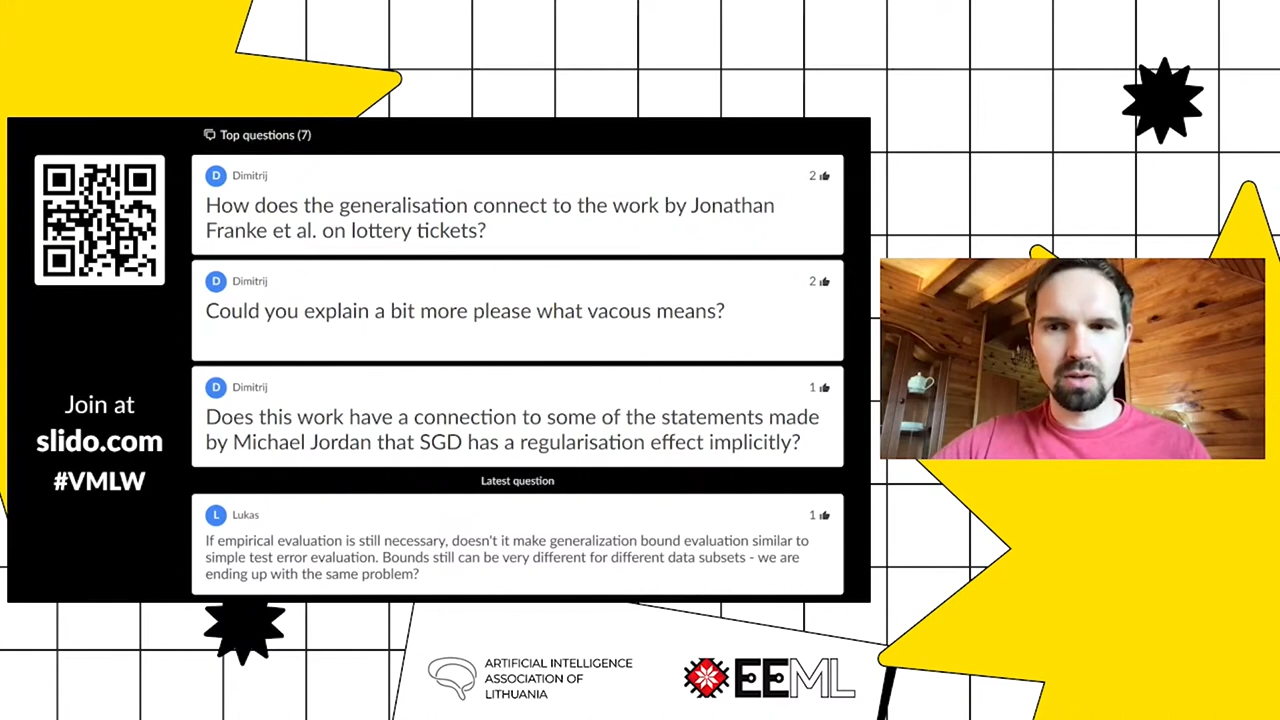 Top questions (7)
D Dimitrij 2
How does the generalisation connect to the work by Jonathan
Franke et al. on lottery tickets?
D Dimitrij 2
Could you explain a bit more please what vacous means?
D Dimitrij 1
Does this work have a connection to some of the statements made
by Michael Jordan that SGD has a regularisation effect implicitly?
Latest question
L Lukas 1
If empirical evaluation is still necessary, doesn't it make generalization bound evaluation similar to
simple test error evaluation. Bounds still can be very different for different data subsets - we are
ending up with the same problem?
Join at
slido.com
#VMLW
ARTIFICIAL INTELLIGENCE
ASSOCIATION OF
LITHUANIA
EEML